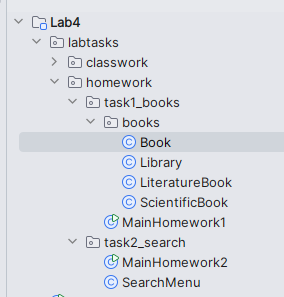 Lab4
labtasks
classwork
homework
task1_books
books
Book
Library
LiteratureBook
ScientificBook
MainHomework1
task2_search
MainHomework2
SearchMenu